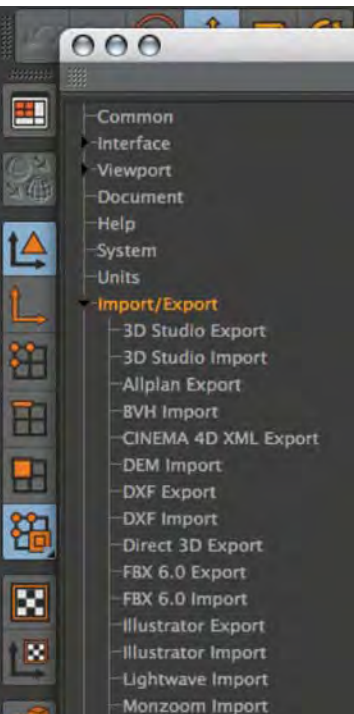 Common
Interface
Viewport
Document
Help
System
Units
Import/Export
3D Studio Export
3D Studio Import
Allplan Export
BVH Import
CINEMA 4D XML Export
DEM Import
DXF Export
DXF Import
Direct 3D Export
FBX 6.0 Export
FBX 6.0 Import
Illustrator Export
Illustrator Import
Lightwave Import
Monzoom Import